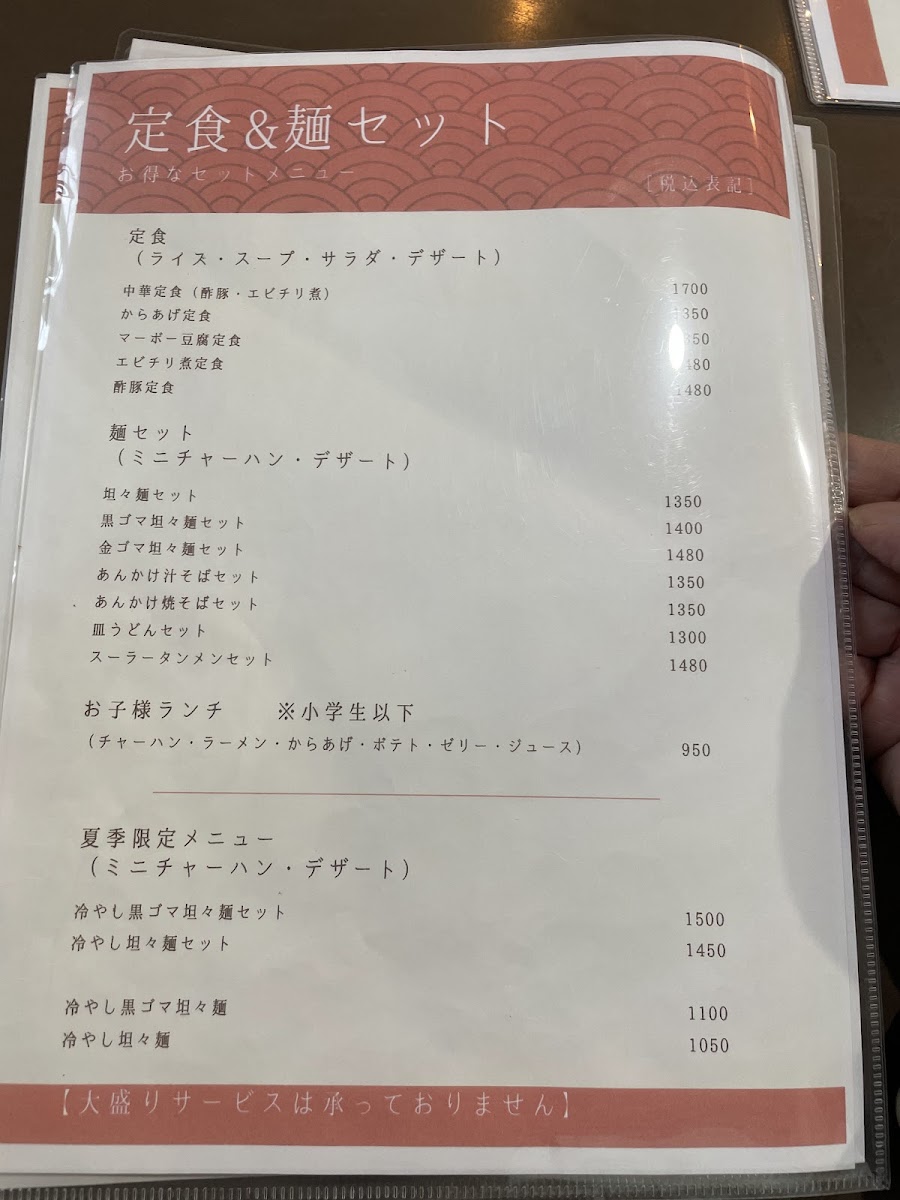 定食&麺セット
お得なセットメニュー
[税込表記]
定食
（ライス・スープ・サラダ・デザート）
中華定食（酢豚・エビチリ煮） 1700
からあげ定食
マーボー豆腐定食
エビチリ煮定食
酢豚定食 1480
麺セット
（ミニチャーハン・デザート）
坦々麺セット 1350
黒ゴマ坦々麺セット 1400
金ゴマ坦々麺セット 1480
あんかけ汁そばセット 1350
あんかけ焼そばセット 1350
皿うどんセット 1300
スーラータンメンセット 1480
お子様ランチ ※小学生以下
（チャーハン・ラーメン・からあげ・ポテト・ゼリー・ジュース） 950
夏季限定メニュー
（ミニチャーハン・デザート）
冷やし黒ゴマ坦々麺セット 1500
冷やし坦々麺セット 1450
冷やし黒ゴマ坦々麺 1100
冷やし坦々麺 1050
【大盛りサービスは承っておりません】